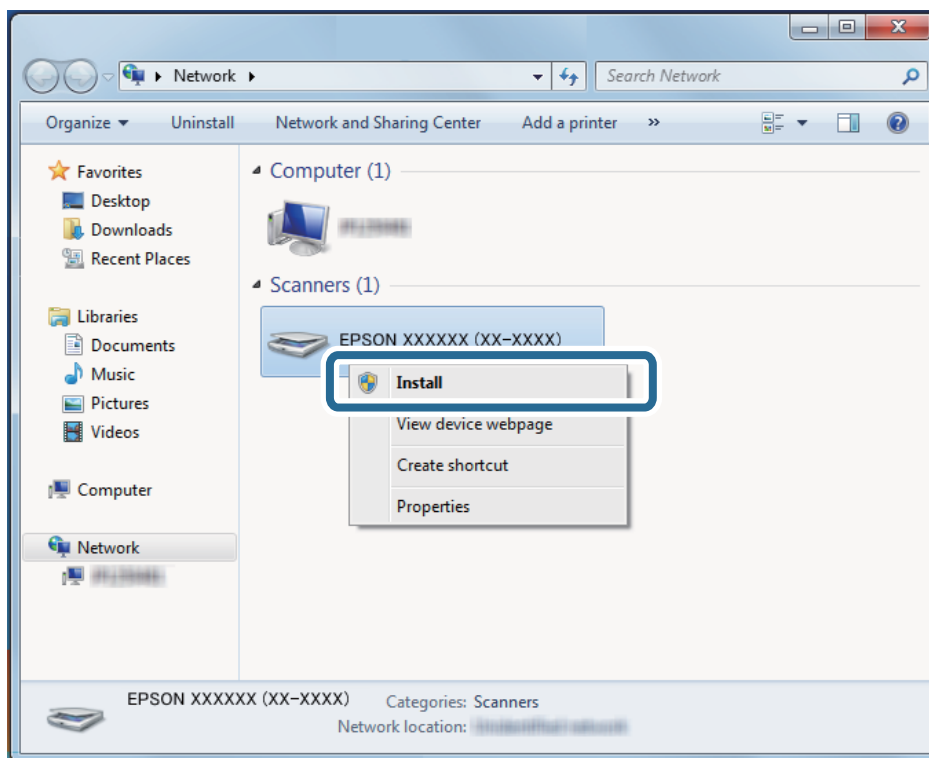 Network
Search Network
Organize Uninstall Network and Sharing Center Add a printer »
Favorites
Desktop
Downloads
Recent Places
Libraries
Documents
Music
Pictures
Videos
Computer
Network
Computer (1)
Scanners (1)
EPSON XXXXXX (XX-XXXX)
Install
View device webpage
Create shortcut
Properties
EPSON XXXXXX (XX-XXXX) Categories: Scanners
Network location: